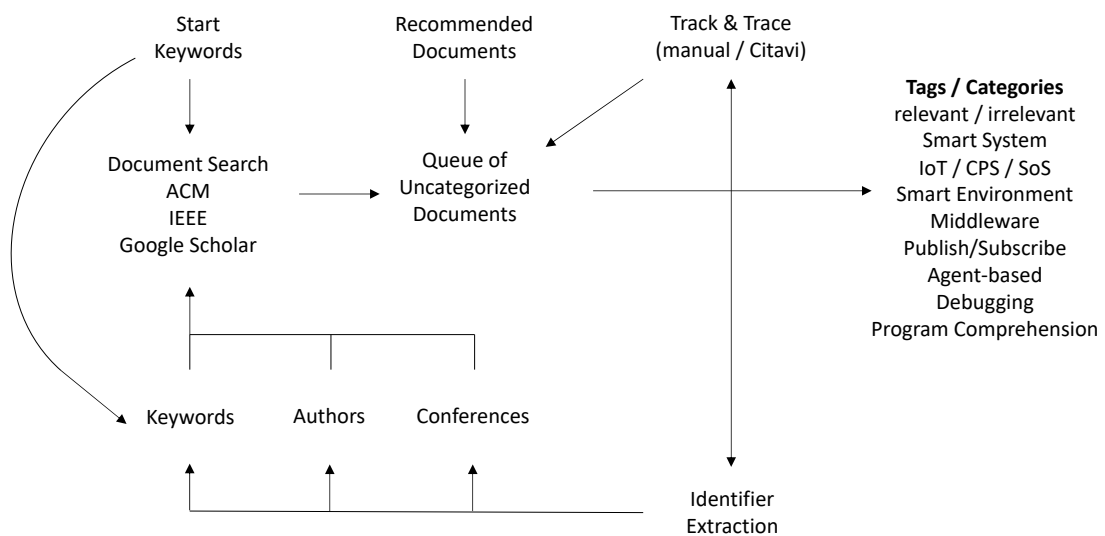 Start
Keywords
Recommended
Documents
Track & Trace
(manual / Citavi)
Document Search
ACM
IEEE
Google Scholar
Queue of
Uncategorized
Documents
Tags / Categories
relevant / irrelevant
Smart System
IoT / CPS / SoS
Smart Environment
Middleware
Publish/Subscribe
Agent-based
Debugging
Program Comprehension
Keywords
Authors
Conferences
Identifier
Extraction